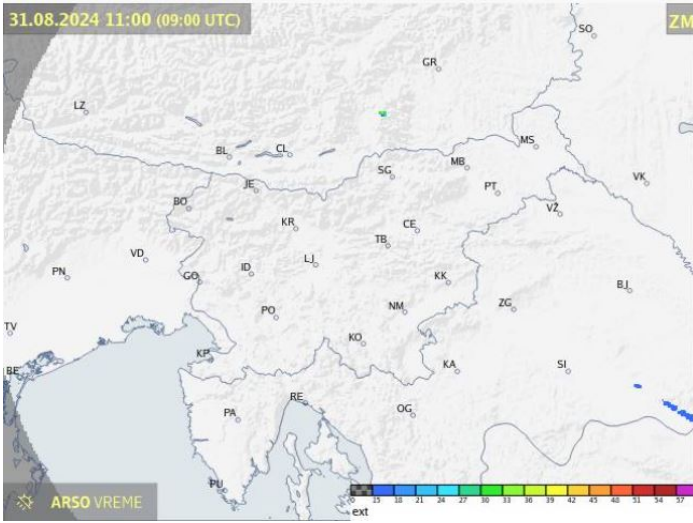 31.08.2024 11:00 (09:00 UTC)
ZM
SO
GR
LZ
MS
BL
CL
MB
SG
VK
JE
PT
BO
VŽ
KR
CE
TB
VD
LJ
PN
GO
ID
KK
BJ
NM
ZG
PO
TV
KO
KP
BE
KA
SI
RE
PA
OG
PU
ARSO VREME
0 15 18 21 24 27 30 33 36 39 42 45 48 51 54 57
ext